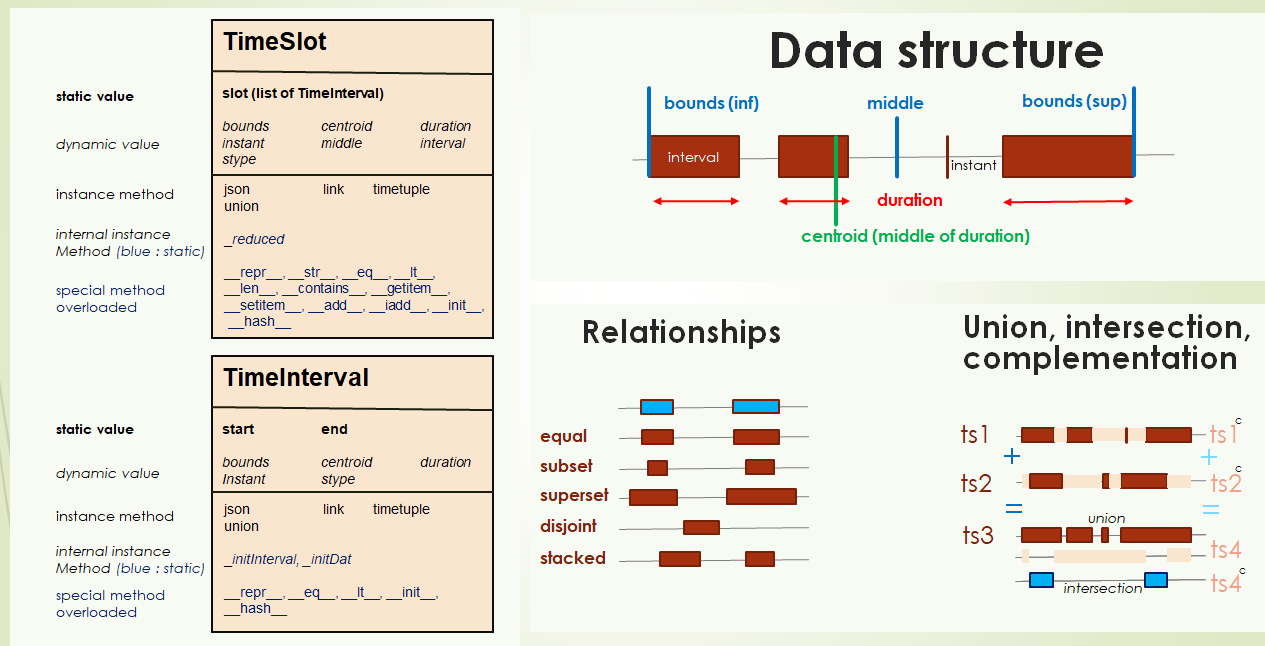 TimeSlot
static value
slot (list of TimeInterval)
dynamic value
bounds centroid duration
instant middle interval
stype
instance method
json link timetuple
union
internal instance
Method (blue : static)
_reduced
special method
overloaded
__repr__, __str__, __eq__, __lt__,
__len__, __contains__, __getitem__,
__setitem__, __add__, __iadd__, __init__,
__hash__
TimeInterval
static value
start end
dynamic value
bounds centroid duration
Instant stype
instance method
json link timetuple
union
internal instance
Method (blue : static)
_initInterval, _initDat
special method
overloaded
__repr__, __eq__, __lt__, __init__,
__hash__
Data structure
bounds (inf) middle bounds (sup)
interval
instant
duration
centroid (middle of duration)
Relationships
equal
subset
superset
disjoint
stacked
Union, intersection,
complementation
ts1 ts1c
+ +
ts2 ts2c
= =
union
ts3
ts4
ts4c
intersection